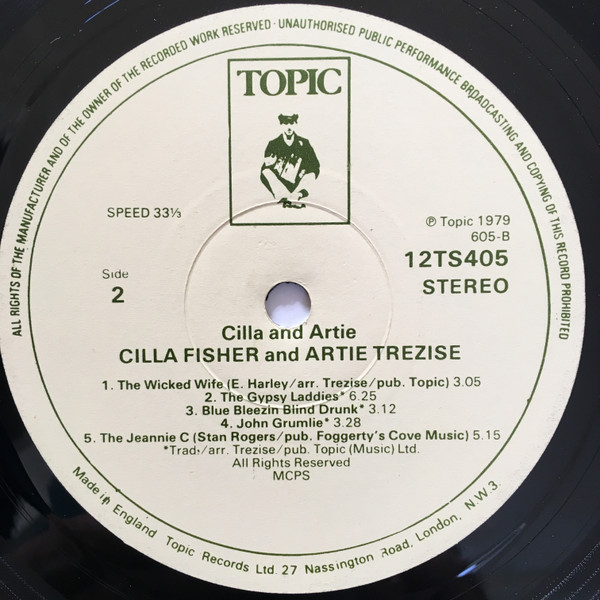 ALL RIGHTS OF THE MANUFACTURER AND OF THE OWNER OF THE RECORDED WORK RESERVED · UNAUTHORISED PUBLIC PERFORMANCE BROADCASTING AND COPYING OF THIS RECORD PROHIBITED
TOPIC
SPEED 33⅓
℗ Topic 1979
605-B
12TS405
STEREO
Side
2
Cilla and Artie
CILLA FISHER and ARTIE TREZISE
1. The Wicked Wife (E. Harley/arr. Trezise/pub. Topic) 3.05
2. The Gypsy Laddies* 6.25
3. Blue Bleezin Blind Drunk* 3.12
4. John Grumlie* 3.28
5. The Jeannie C (Stan Rogers/pub. Foggerty's Cove Music) 5.15
*Trad./arr. Trezise/pub. Topic (Music) Ltd.
All Rights Reserved
MCPS
Made in England Topic Records Ltd. 27 Nassington Road, London, N.W.3.